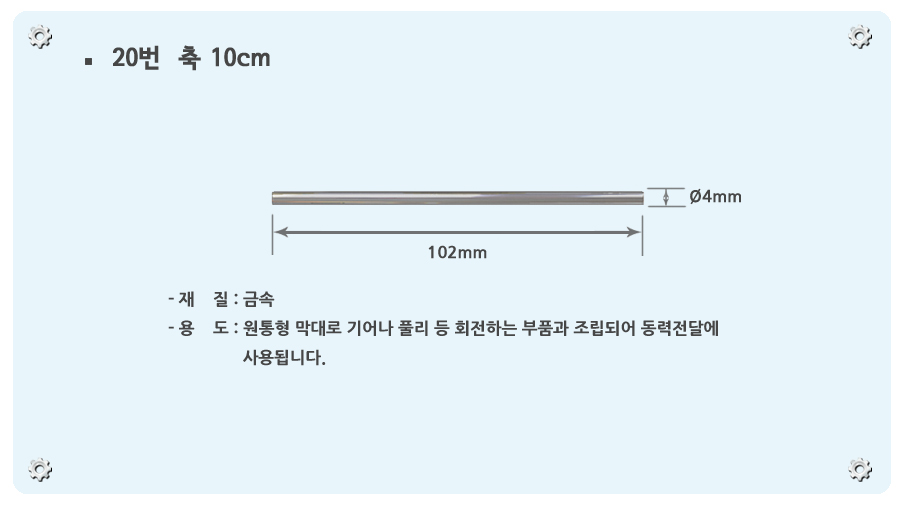 ▪ 20번 축 10cm
Ø4mm
102mm
- 재 질 : 금속
- 용 도 : 원통형 막대로 기어나 풀리 등 회전하는 부품과 조립되어 동력전달에
사용됩니다.